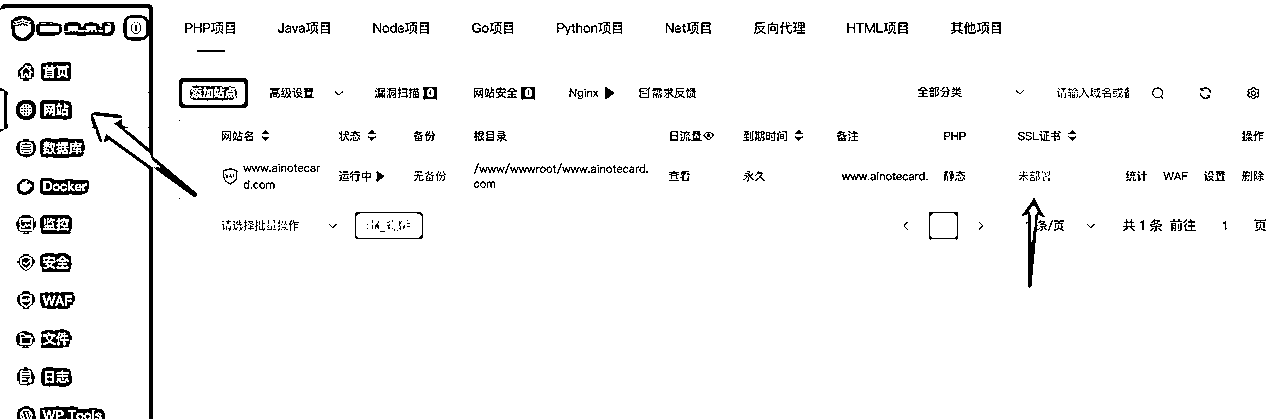 PHP项目 Java项目 Node项目 Go项目 Python项目 Net项目 反向代理 HTML项目 其他项目
首页
网站
数据库
Docker
监控
安全
WAF
文件
日志
WP Tools
添加站点 高级设置 漏洞扫描 0 网站安全 0 Nginx 需求反馈 全部分类 请输入域名或备
网站名 状态 备份 根目录 日流量 到期时间 备注 PHP SSL证书 操作
www.ainotecar
d.com
运行中 无备份
/www/wwwroot/www.ainotecard.
com
查看 永久 www.ainotecard. 静态 未部署 统计 WAF 设置 删除
请选择批量操作 条/页 共 1 条 前往 1 页